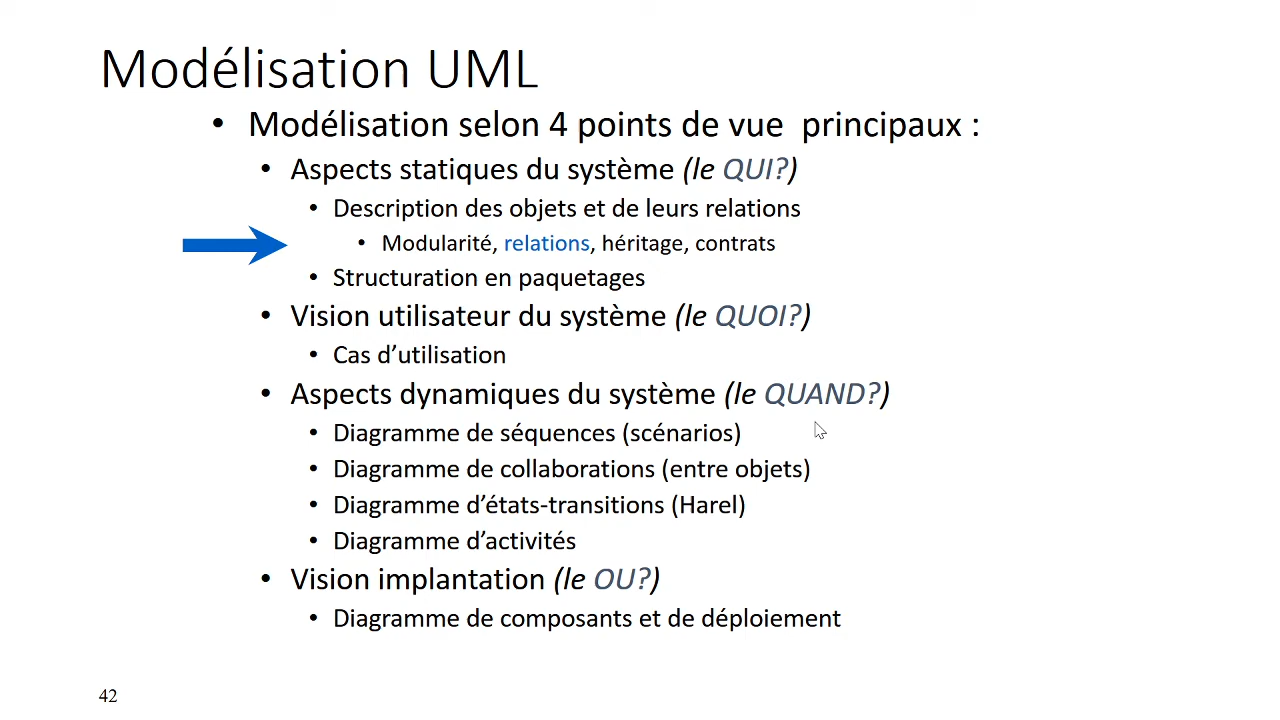 Modélisation UML
• Modélisation selon 4 points de vue principaux :
• Aspects statiques du système (le QUI?)
• Description des objets et de leurs relations
• Modularité, relations, héritage, contrats
• Structuration en paquetages
• Vision utilisateur du système (le QUOI?)
• Cas d’utilisation
• Aspects dynamiques du système (le QUAND?)
• Diagramme de séquences (scénarios)
• Diagramme de collaborations (entre objets)
• Diagramme d’états-transitions (Harel)
• Diagramme d’activités
• Vision implantation (le OU?)
• Diagramme de composants et de déploiement
42